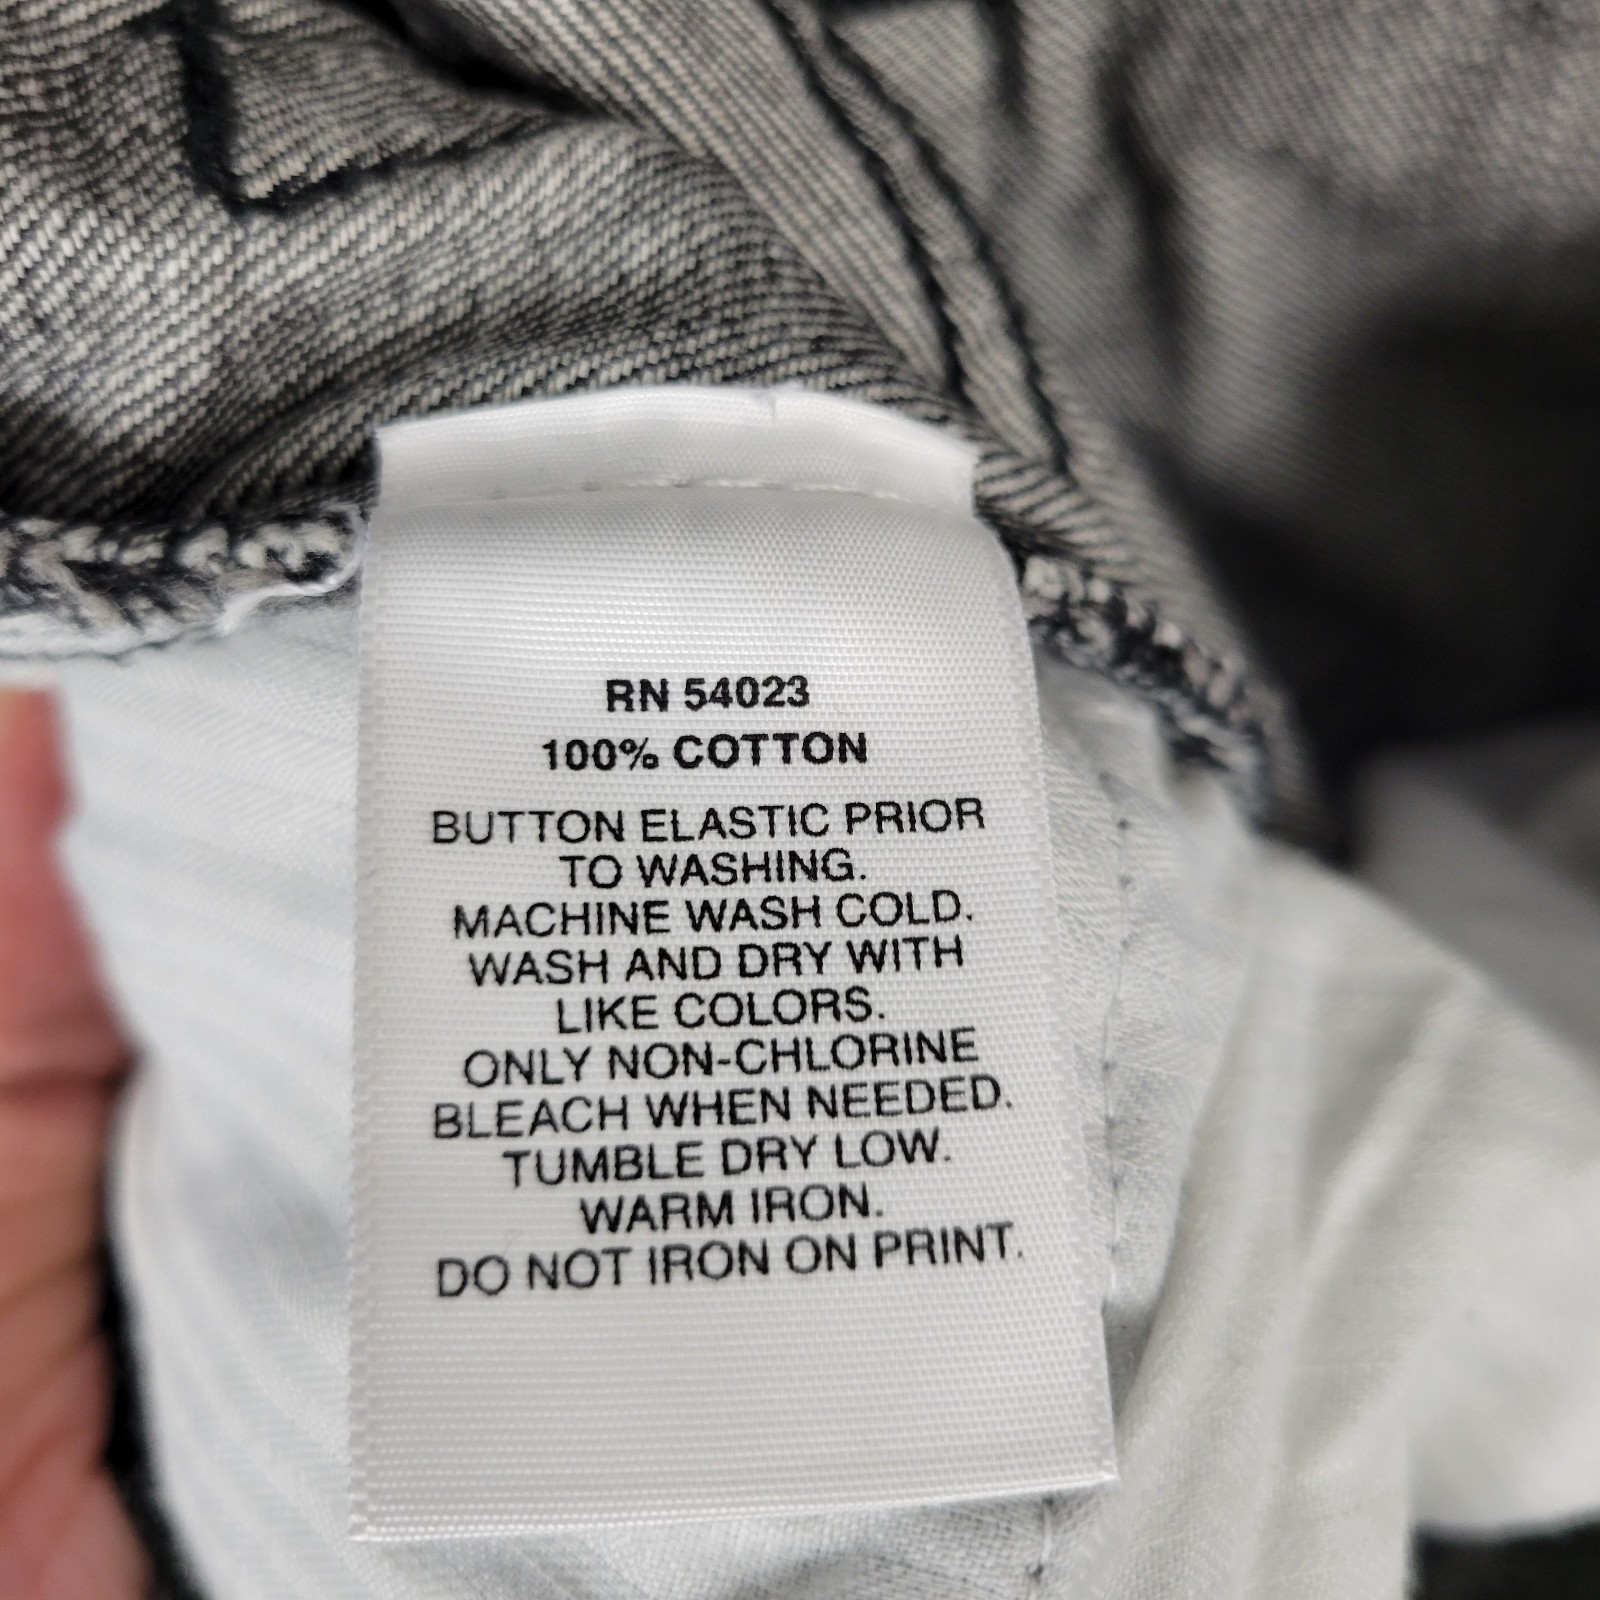 RN 54023
100% COTTON
BUTTON ELASTIC PRIOR
TO WASHING.
MACHINE WASH COLD.
WASH AND DRY WITH
LIKE COLORS.
ONLY NON-CHLORINE
BLEACH WHEN NEEDED.
TUMBLE DRY LOW.
WARM IRON.
DO NOT IRON ON PRINT.